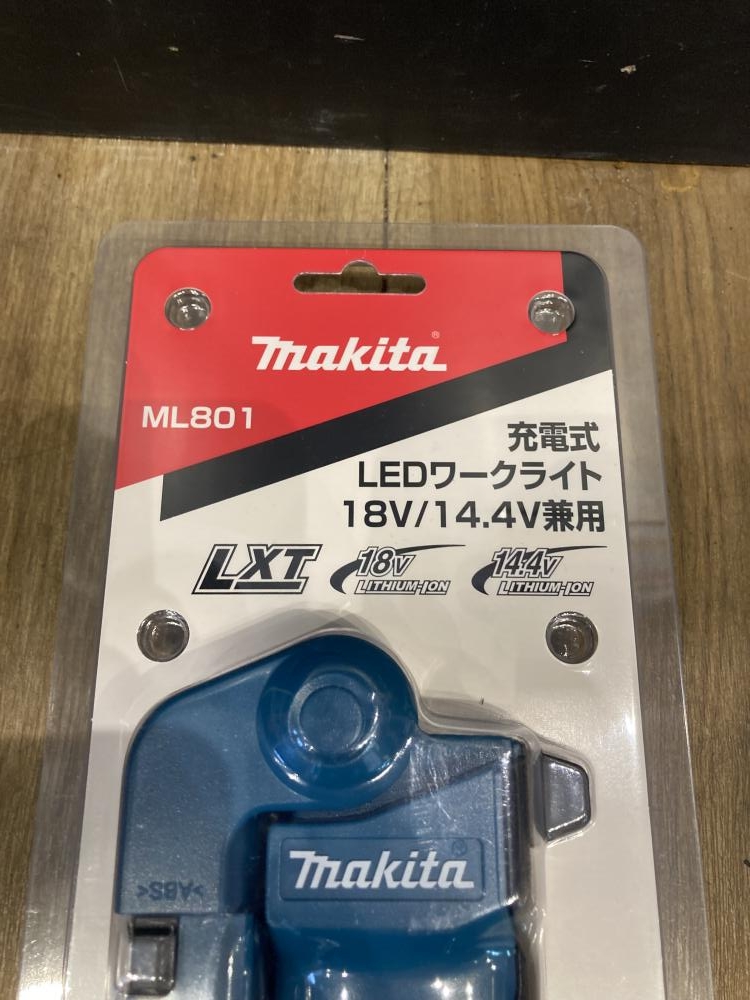 makita®
ML801
充電式
LEDワークライト
18V/14.4V兼用
LXT
18V
LITHIUM-ION
14.4V
LITHIUM-ION
makita®
>ABS<